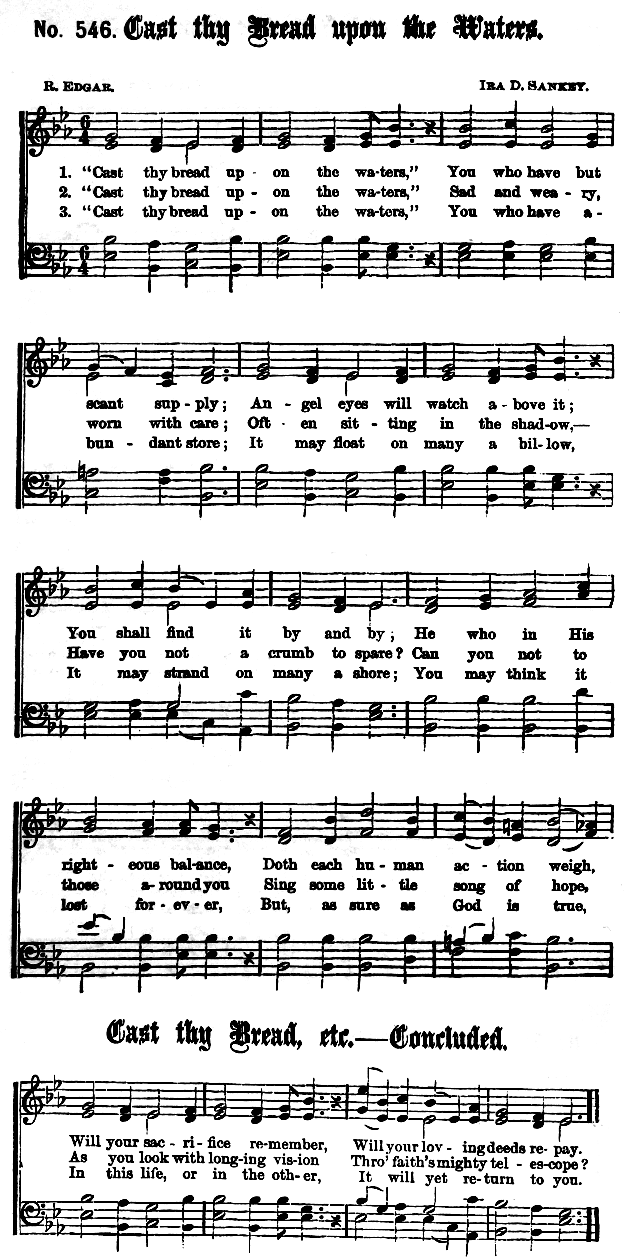 No. 546. Cast thy Bread upon the Waters.
R. EDGAR. IRA D. SANKEY.
6 4
1. "Cast thy bread up - on the wa-ters," You who have but
2. "Cast thy bread up - on the wa-ters," Sad and wea - ry,
3. "Cast thy bread up - on the wa-ters," You who have a-
6 4
scant sup - ply; An - gel eyes will watch a - bove it;
worn with care; Oft - en sit - ting in the shad-ow,—
bun - dant store; It may float on many a bil-low,
You shall find it by and by; He who in His
Have you not a crumb to spare? Can you not to
It may strand on many a shore; You may think it
right - eous bal-ance, Doth each hu - man ac - tion weigh,
those a-round you Sing some lit - tle song of hope,
lost for-ev-er, But, as sure as God is true,
Cast thy Bread, etc.—Concluded.
Will your sac - ri - fice re-member, Will your lov - ing deeds re - pay.
As you look with long-ing vis-ion Thro' faith's mighty tel - es-cope?
In this life, or in the oth-er, It will yet re-turn to you.